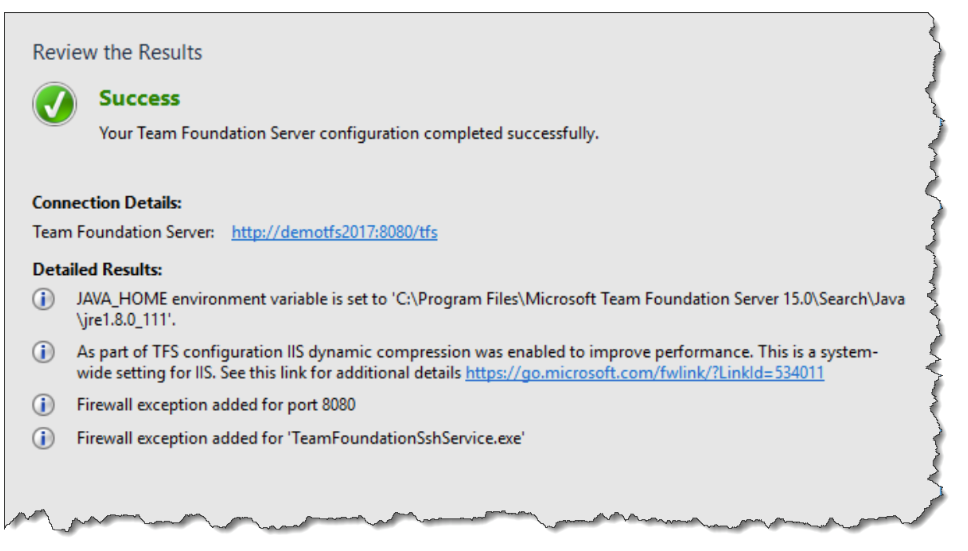 Review the Results
Success
Your Team Foundation Server configuration completed successfully.
Connection Details:
Team Foundation Server: http://demotfs2017:8080/tfs
Detailed Results:
JAVA_HOME environment variable is set to 'C:\Program Files\Microsoft Team Foundation Server 15.0\Search\Java
\jre1.8.0_111'.
As part of TFS configuration IIS dynamic compression was enabled to improve performance. This is a system-
wide setting for IIS. See this link for additional details https://go.microsoft.com/fwlink/?LinkId=534011
Firewall exception added for port 8080
Firewall exception added for 'TeamFoundationSshService.exe'